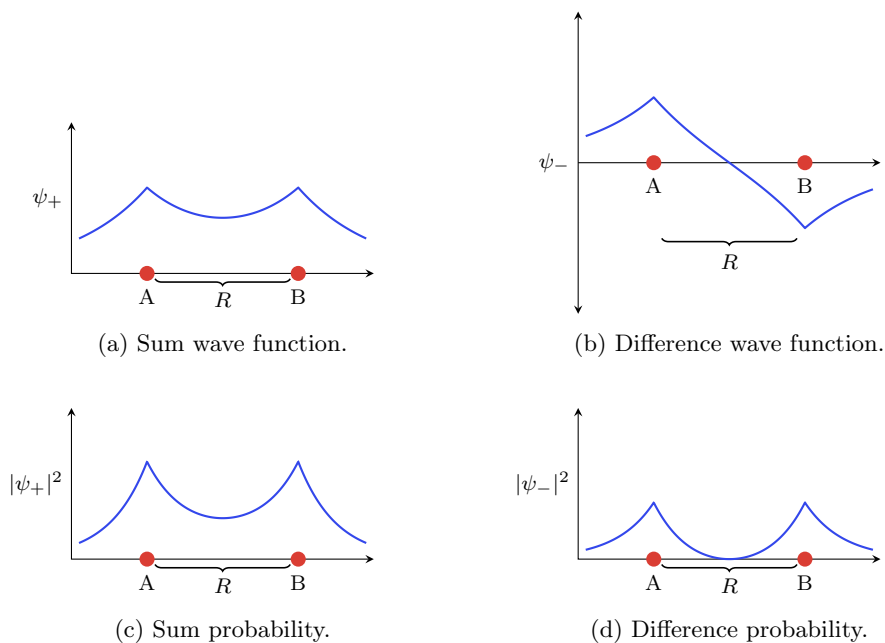 ψ₊
A
R
B
(a) Sum wave function.
ψ₋
A
B
R
(b) Difference wave function.
|ψ₊|²
A
R
B
(c) Sum probability.
|ψ₋|²
A
R
B
(d) Difference probability.